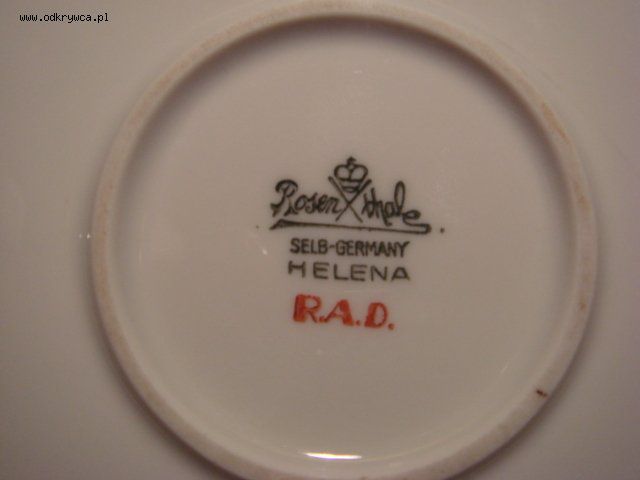 www.odkrywca.pl
Rosenthal
SELB-GERMANY
HELENA
R.A.D.